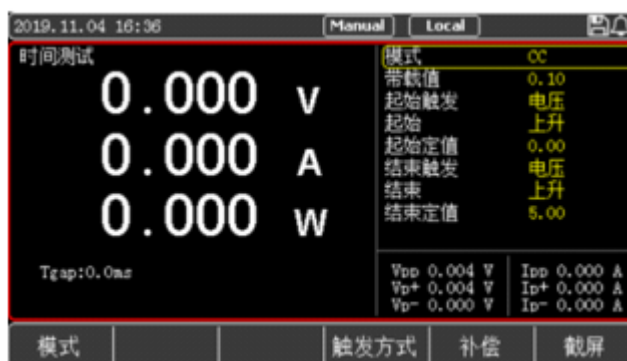 2019.11.04 16:36 Manual Local
时间测试
0.000 V
0.000 A
0.000 W
Tgap:0.0ms
模式 CC
带载值 0.10
起始触发 电压
起始 上升
起始定值 0.00
结束触发 电压
结束 上升
结束定值 5.00
Vpp 0.004 V Ipp 0.000 A
Vp+ 0.004 V Ip+ 0.000 A
Vp- 0.000 V Ip- 0.000 A
模式 触发方式 补偿 截屏